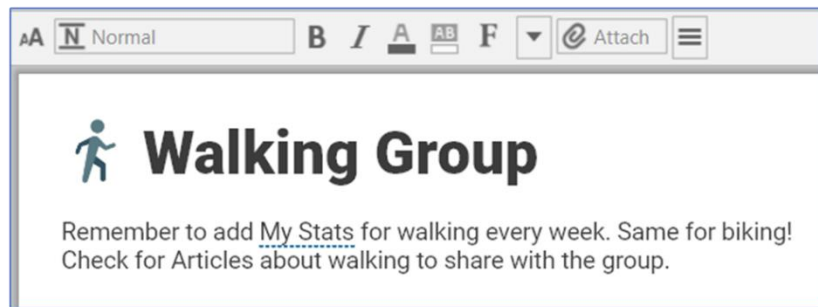 AA N Normal B I A AB F Attach
Walking Group
Remember to add My Stats for walking every week. Same for biking!
Check for Articles about walking to share with the group.